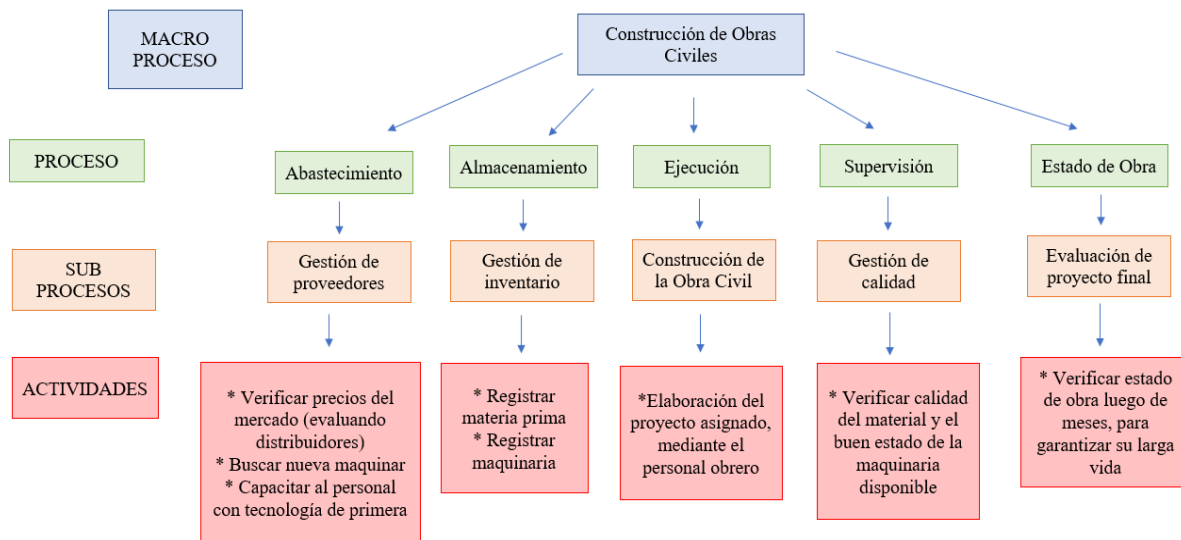 MACRO
PROCESO
Construcción de Obras
Civiles
PROCESO
Abastecimiento
Almacenamiento
Ejecución
Supervisión
Estado de Obra
SUB
PROCESOS
Gestión de
proveedores
Gestión de
inventario
Construcción de
la Obra Civil
Gestión de
calidad
Evaluación de
proyecto final
ACTIVIDADES
* Verificar precios del
mercado (evaluando
distribuidores)
* Buscar nueva maquinar
* Capacitar al personal
con tecnología de primera
* Registrar
materia prima
* Registrar
maquinaria
*Elaboración del
proyecto asignado,
mediante el
personal obrero
* Verificar calidad
del material y el
buen estado de la
maquinaria
disponible
* Verificar estado
de obra luego de
meses, para
garantizar su larga
vida